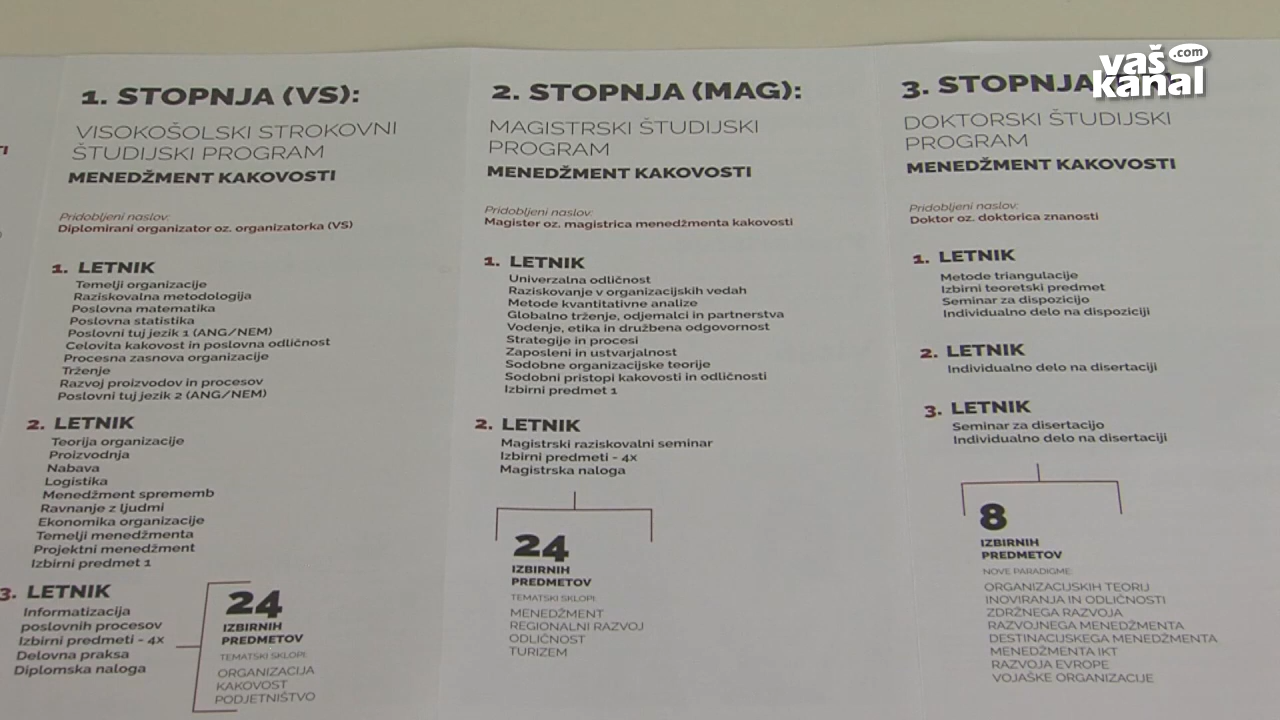 vaš .com
kanal
TI
1. STOPNJA (VS):
VISOKOŠOLSKI STROKOVNI
ŠTUDIJSKI PROGRAM
MENEDŽMENT KAKOVOSTI
Pridobljeni naslov:
Diplomirani organizator oz. organizatorka (VS)
1. LETNIK
Temelji organizacije
Raziskovalna metodologija
Poslovna matematika
Poslovna statistika
Poslovni tuj jezik 1 (ANG/NEM)
Celovita kakovost in poslovna odličnost
Procesna zasnova organizacije
Trženje
Razvoj proizvodov in procesov
Poslovni tuj jezik 2 (ANG/NEM)
2. LETNIK
Teorija organizacije
Proizvodnja
Nabava
Logistika
Menedžment sprememb
Ravnanje z ljudmi
Ekonomika organizacije
Temelji menedžmenta
Projektni menedžment
Izbirni predmet 1
3. LETNIK
Informatizacija
poslovnih procesov
Izbirni predmeti - 4x
Delovna praksa
Diplomska naloga
24
IZBIRNIH
PREDMETOV
TEMATSKI SKLOPI:
ORGANIZACIJA
KAKOVOST
PODJETNIŠTVO
2. STOPNJA (MAG):
MAGISTRSKI ŠTUDIJSKI
PROGRAM
MENEDŽMENT KAKOVOSTI
Pridobljeni naslov:
Magister oz. magistrica menedžmenta kakovosti
1. LETNIK
Univerzalna odličnost
Raziskovanje v organizacijskih vedah
Metode kvantitativne analize
Globalno trženje, odjemalci in partnerstva
Vodenje, etika in družbena odgovornost
Strategije in procesi
Zaposleni in ustvarjalnost
Sodobne organizacijske teorije
Sodobni pristopi kakovosti in odličnosti
Izbirni predmet 1
2. LETNIK
Magistrski raziskovalni seminar
Izbirni predmeti - 4x
Magistrska naloga
24
IZBIRNIH
PREDMETOV
TEMATSKI SKLOPI:
MENEDŽMENT
REGIONALNI RAZVOJ
ODLIČNOST
TURIZEM
3. STOPNJA
DOKTORSKI ŠTUDIJSKI
PROGRAM
MENEDŽMENT KAKOVOSTI
Pridobljeni naslov:
Doktor oz. doktorica znanosti
1. LETNIK
Metode triangulacije
Izbirni teoretski predmet
Seminar za dispozicijo
Individualno delo na dispoziciji
2. LETNIK
Individualno delo na disertaciji
3. LETNIK
Seminar za disertacijo
Individualno delo na disertaciji
8
IZBIRNIH
PREDMETOV
NOVE PARADIGME:
ORGANIZACIJSKIH TEORIJ
INOVIRANJA IN ODLIČNOSTI
ZDRŽNEGA RAZVOJA
RAZVOJNEGA MENEDŽMENTA
DESTINACIJSKEGA MENEDŽMENTA
MENEDŽMENTA IKT
RAZVOJA EVROPE
VOJAŠKE ORGANIZACIJE